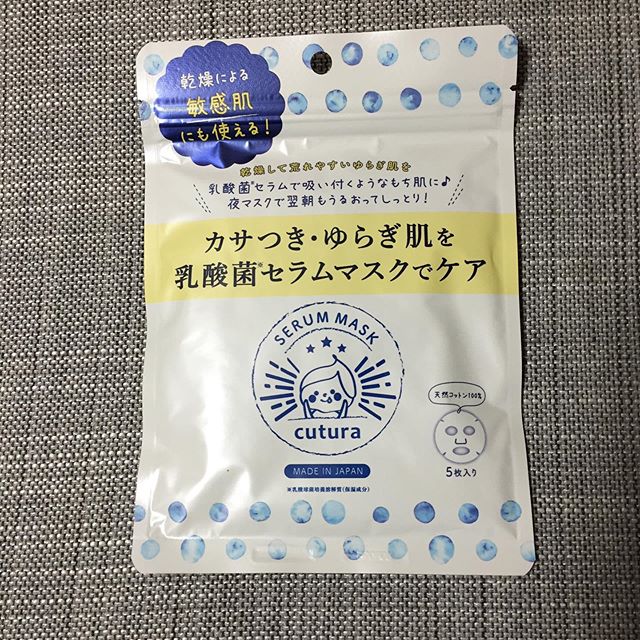 乾燥による
敏感肌
にも使える!
乾燥して荒れやすいゆらぎ肌を
乳酸菌※セラムで吸い付くようなもち肌に♪
夜マスクで翌朝もうるおってしっとり!
カサつき・ゆらぎ肌を
乳酸菌※セラムマスクでケア
SERUM MASK
cutura
MADE IN JAPAN
※乳酸球菌培養溶解質(保湿成分)
天然コットン100%
5枚入り